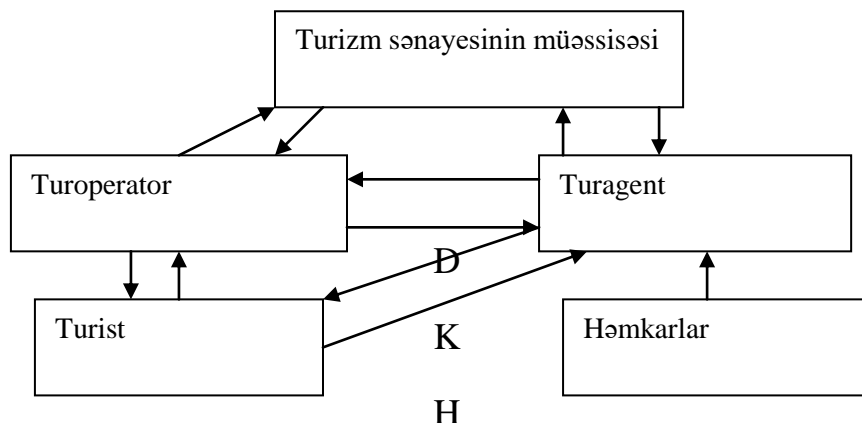 Turizm sənayesinin müəssisəsi
Turoperator
Turagent
D
Turist
K
Həmkarlar
H